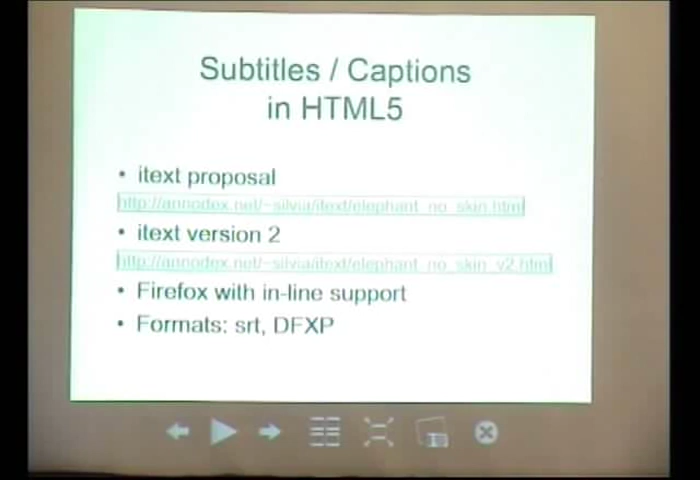 Subtitles / Captions
in HTML5
• itext proposal
http://annodex.net/~silvia/itext/elephant_no_skin.html
• itext version 2
http://annodex.net/~silvia/itext/elephant_no_skin_v2.html
• Firefox with in-line support
• Formats: srt, DFXP